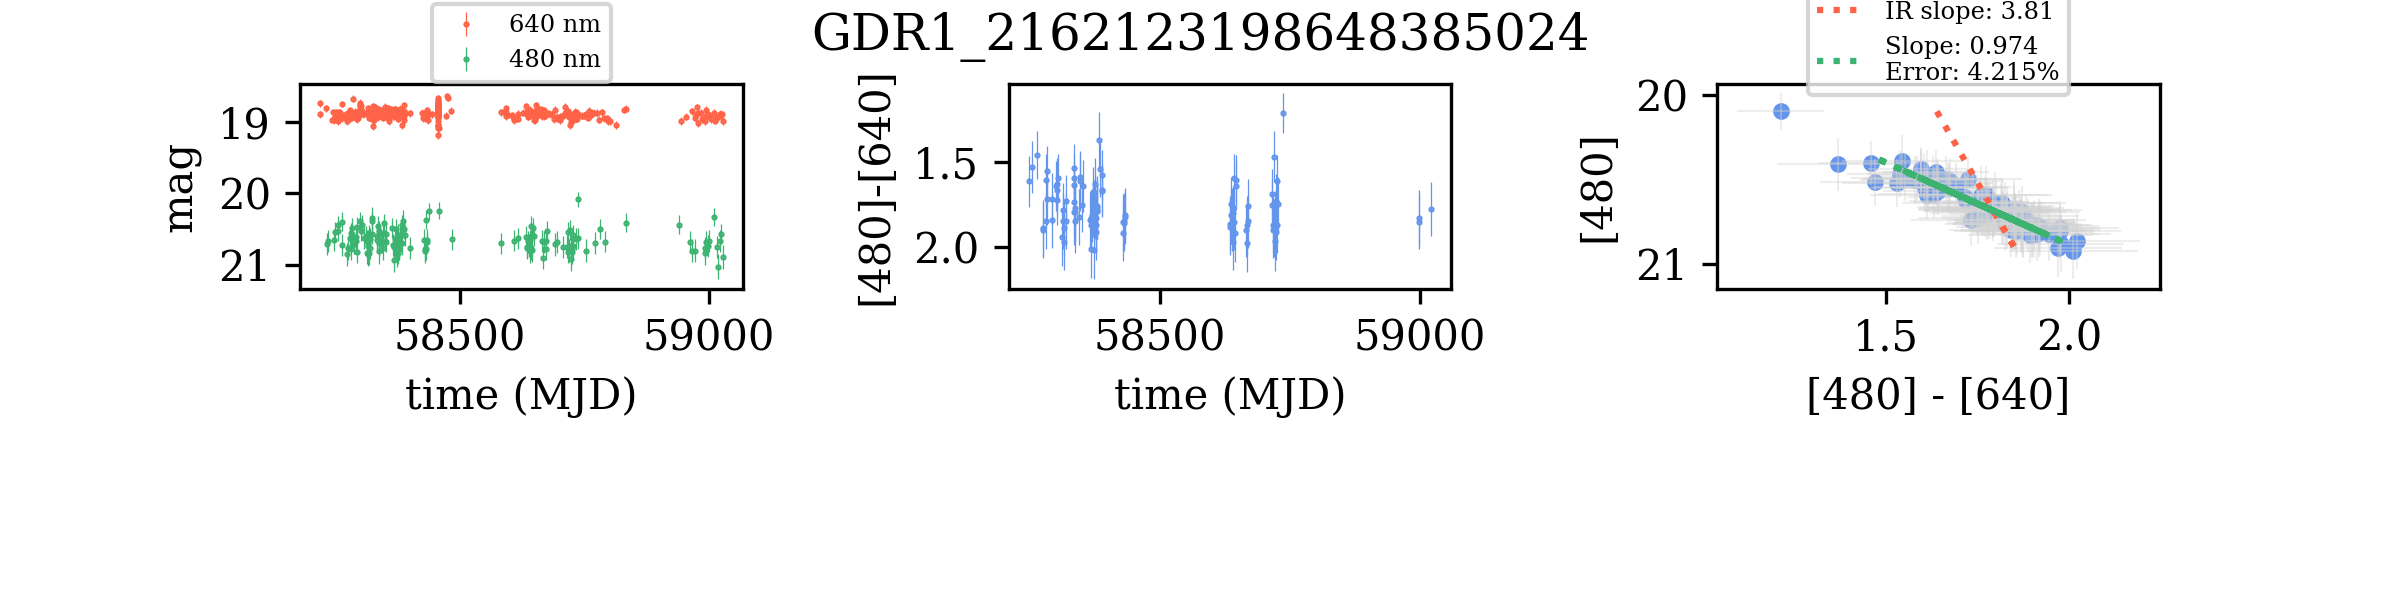 GDR1_2162123198648385024
640 nm
480 nm
mag
19
20
21
58500
59000
time (MJD)
[480]-[640]
1.5
2.0
58500
59000
time (MJD)
IR slope: 3.81
Slope: 0.974
Error: 4.215%
[480]
20
21
1.5
2.0
[480] - [640]